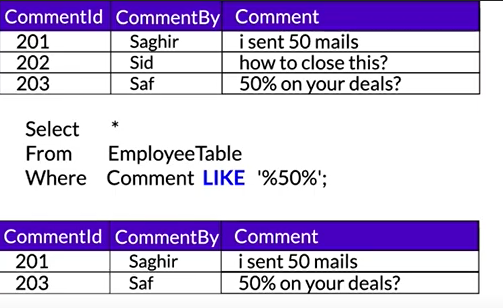 CommentId CommentBy Comment
201 Saghir i sent 50 mails
202 Sid how to close this?
203 Saf 50% on your deals?
Select *
From EmployeeTable
Where Comment LIKE '%50%';
CommentId CommentBy Comment
201 Saghir i sent 50 mails
203 Saf 50% on your deals?